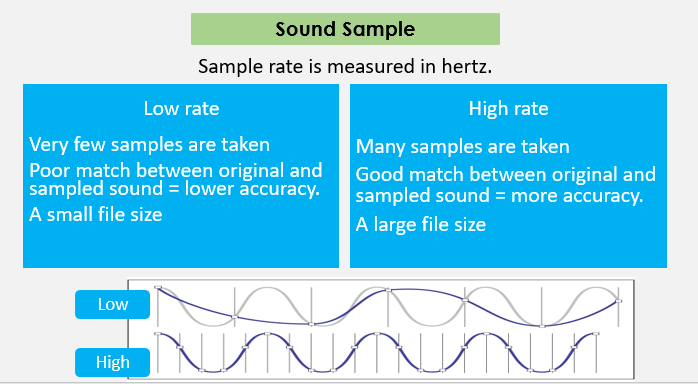 Sound Sample
Sample rate is measured in hertz.
Low rate
Very few samples are taken
Poor match between original and
sampled sound = lower accuracy.
A small file size
High rate
Many samples are taken
Good match between original and
sampled sound = more accuracy.
A large file size
Low
High